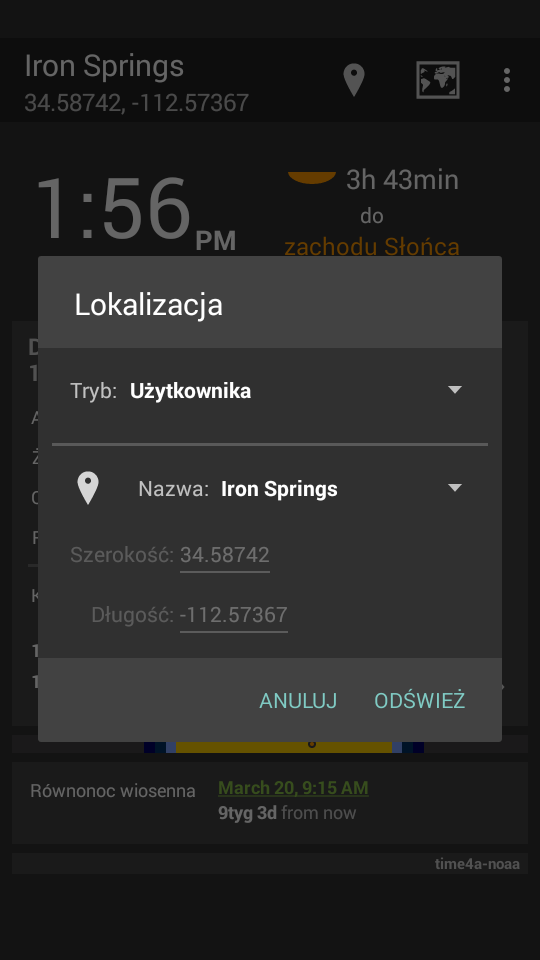 Iron Springs
34.58742, -112.57367
1:56 PM
3h 43min
do
zachodu Słońca
Lokalizacja
Tryb: Użytkownika
Nazwa: Iron Springs
Szerokość: 34.58742
Długość: -112.57367
ANULUJ ODŚWIEŻ
Równonoc wiosenna
March 20, 9:15 AM
9tyg 3d from now
time4a-noaa